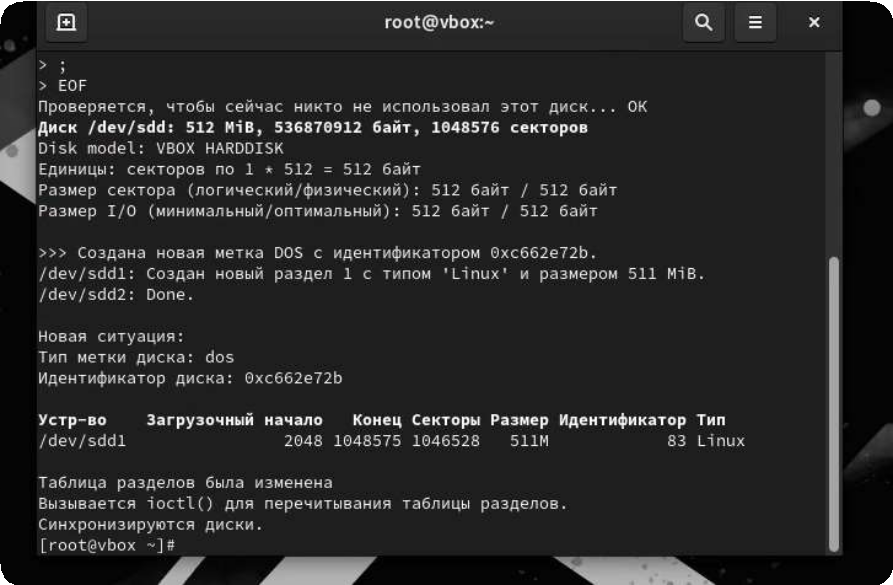 root@vbox:~
> ;
> EOF
Проверяется, чтобы сейчас никто не использовал этот диск... OK
Диск /dev/sdd: 512 MiB, 536870912 байт, 1048576 секторов
Disk model: VBOX HARDDISK
Единицы: секторов по 1 * 512 = 512 байт
Размер сектора (логический/физический): 512 байт / 512 байт
Размер I/O (минимальный/оптимальный): 512 байт / 512 байт
>>> Создана новая метка DOS с идентификатором 0xc662e72b.
/dev/sdd1: Создан новый раздел 1 с типом 'Linux' и размером 511 MiB.
/dev/sdd2: Done.
Новая ситуация:
Тип метки диска: dos
Идентификатор диска: 0xc662e72b
Устр-во    Загрузочный начало   Конец Секторы Размер Идентификатор Тип
/dev/sdd1                2048 1048575 1046528   511M            83 Linux
Таблица разделов была изменена
Вызывается ioctl() для перечитывания таблицы разделов.
Синхронизируются диски.
[root@vbox ~]#